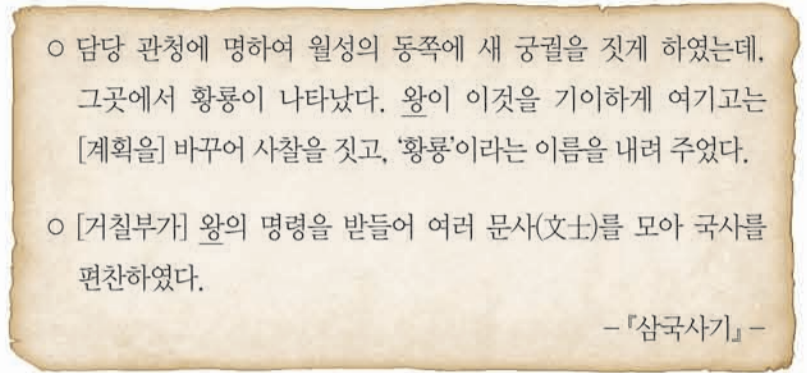 ○ 담당 관청에 명하여 월성의 동쪽에 새 궁궐을 짓게 하였는데,
그곳에서 황룡이 나타났다. 왕이 이것을 기이하게 여기고는
[계획을] 바꾸어 사찰을 짓고, ‘황룡’이라는 이름을 내려 주었다.
○ [거칠부가] 왕의 명령을 받들어 여러 문사(文士)를 모아 국사를
편찬하였다.
－『삼국사기』－